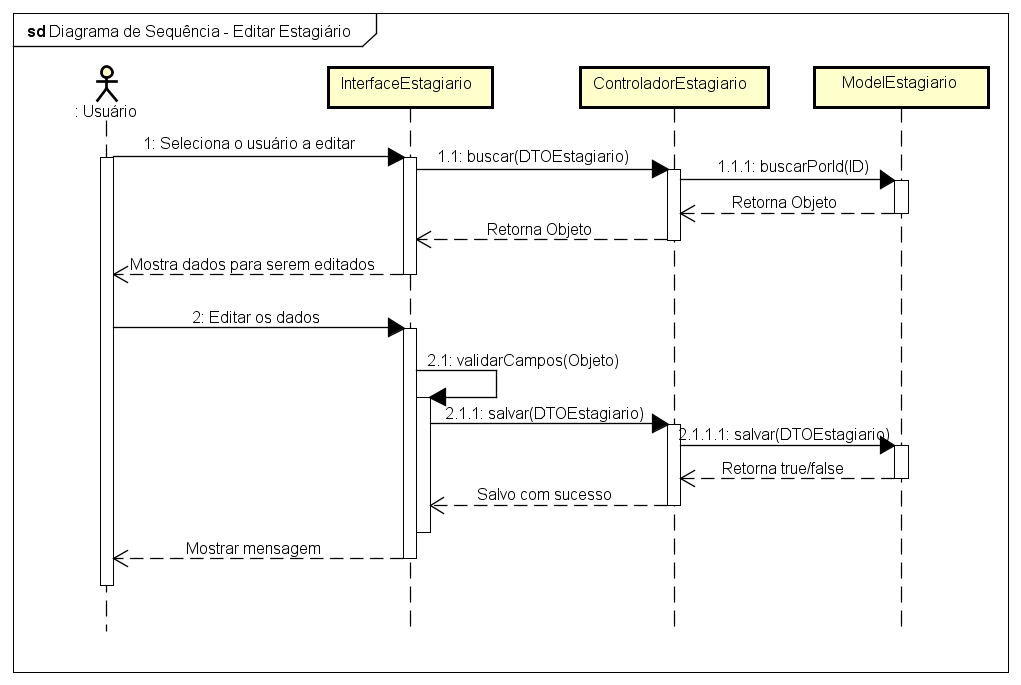 sd Diagrama de Sequência - Editar Estagiário
: Usuário
InterfaceEstagiario
ControladorEstagiario
ModelEstagiario
1: Seleciona o usuário a editar
1.1: buscar(DTOEstagiario)
1.1.1: buscarPorId(ID)
Retorna Objeto
Retorna Objeto
Mostra dados para serem editados
2: Editar os dados
2.1: validarCampos(Objeto)
2.1.1: salvar(DTOEstagiario)
2.1.1.1: salvar(DTOEstagiario)
Retorna true/false
Salvo com sucesso
Mostrar mensagem